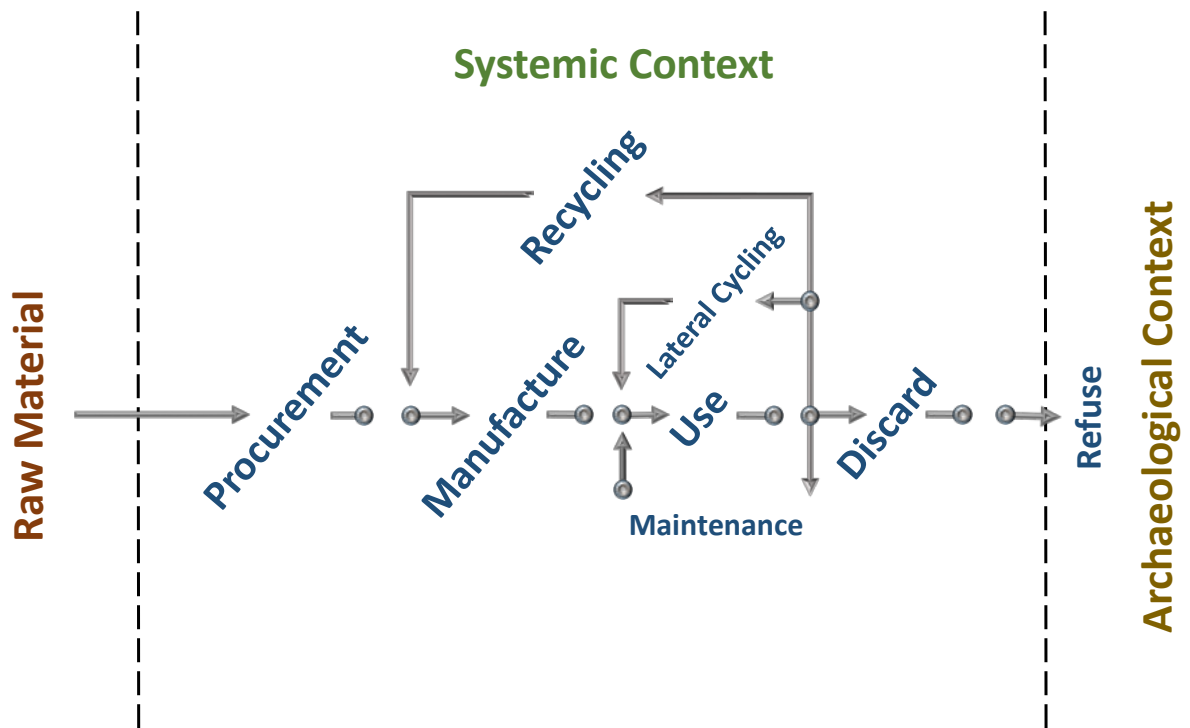 Systemic Context
Raw Material
Procurement
Recycling
Manufacture
Lateral Cycling
Use
Maintenance
Discard
Refuse
Archaeological Context